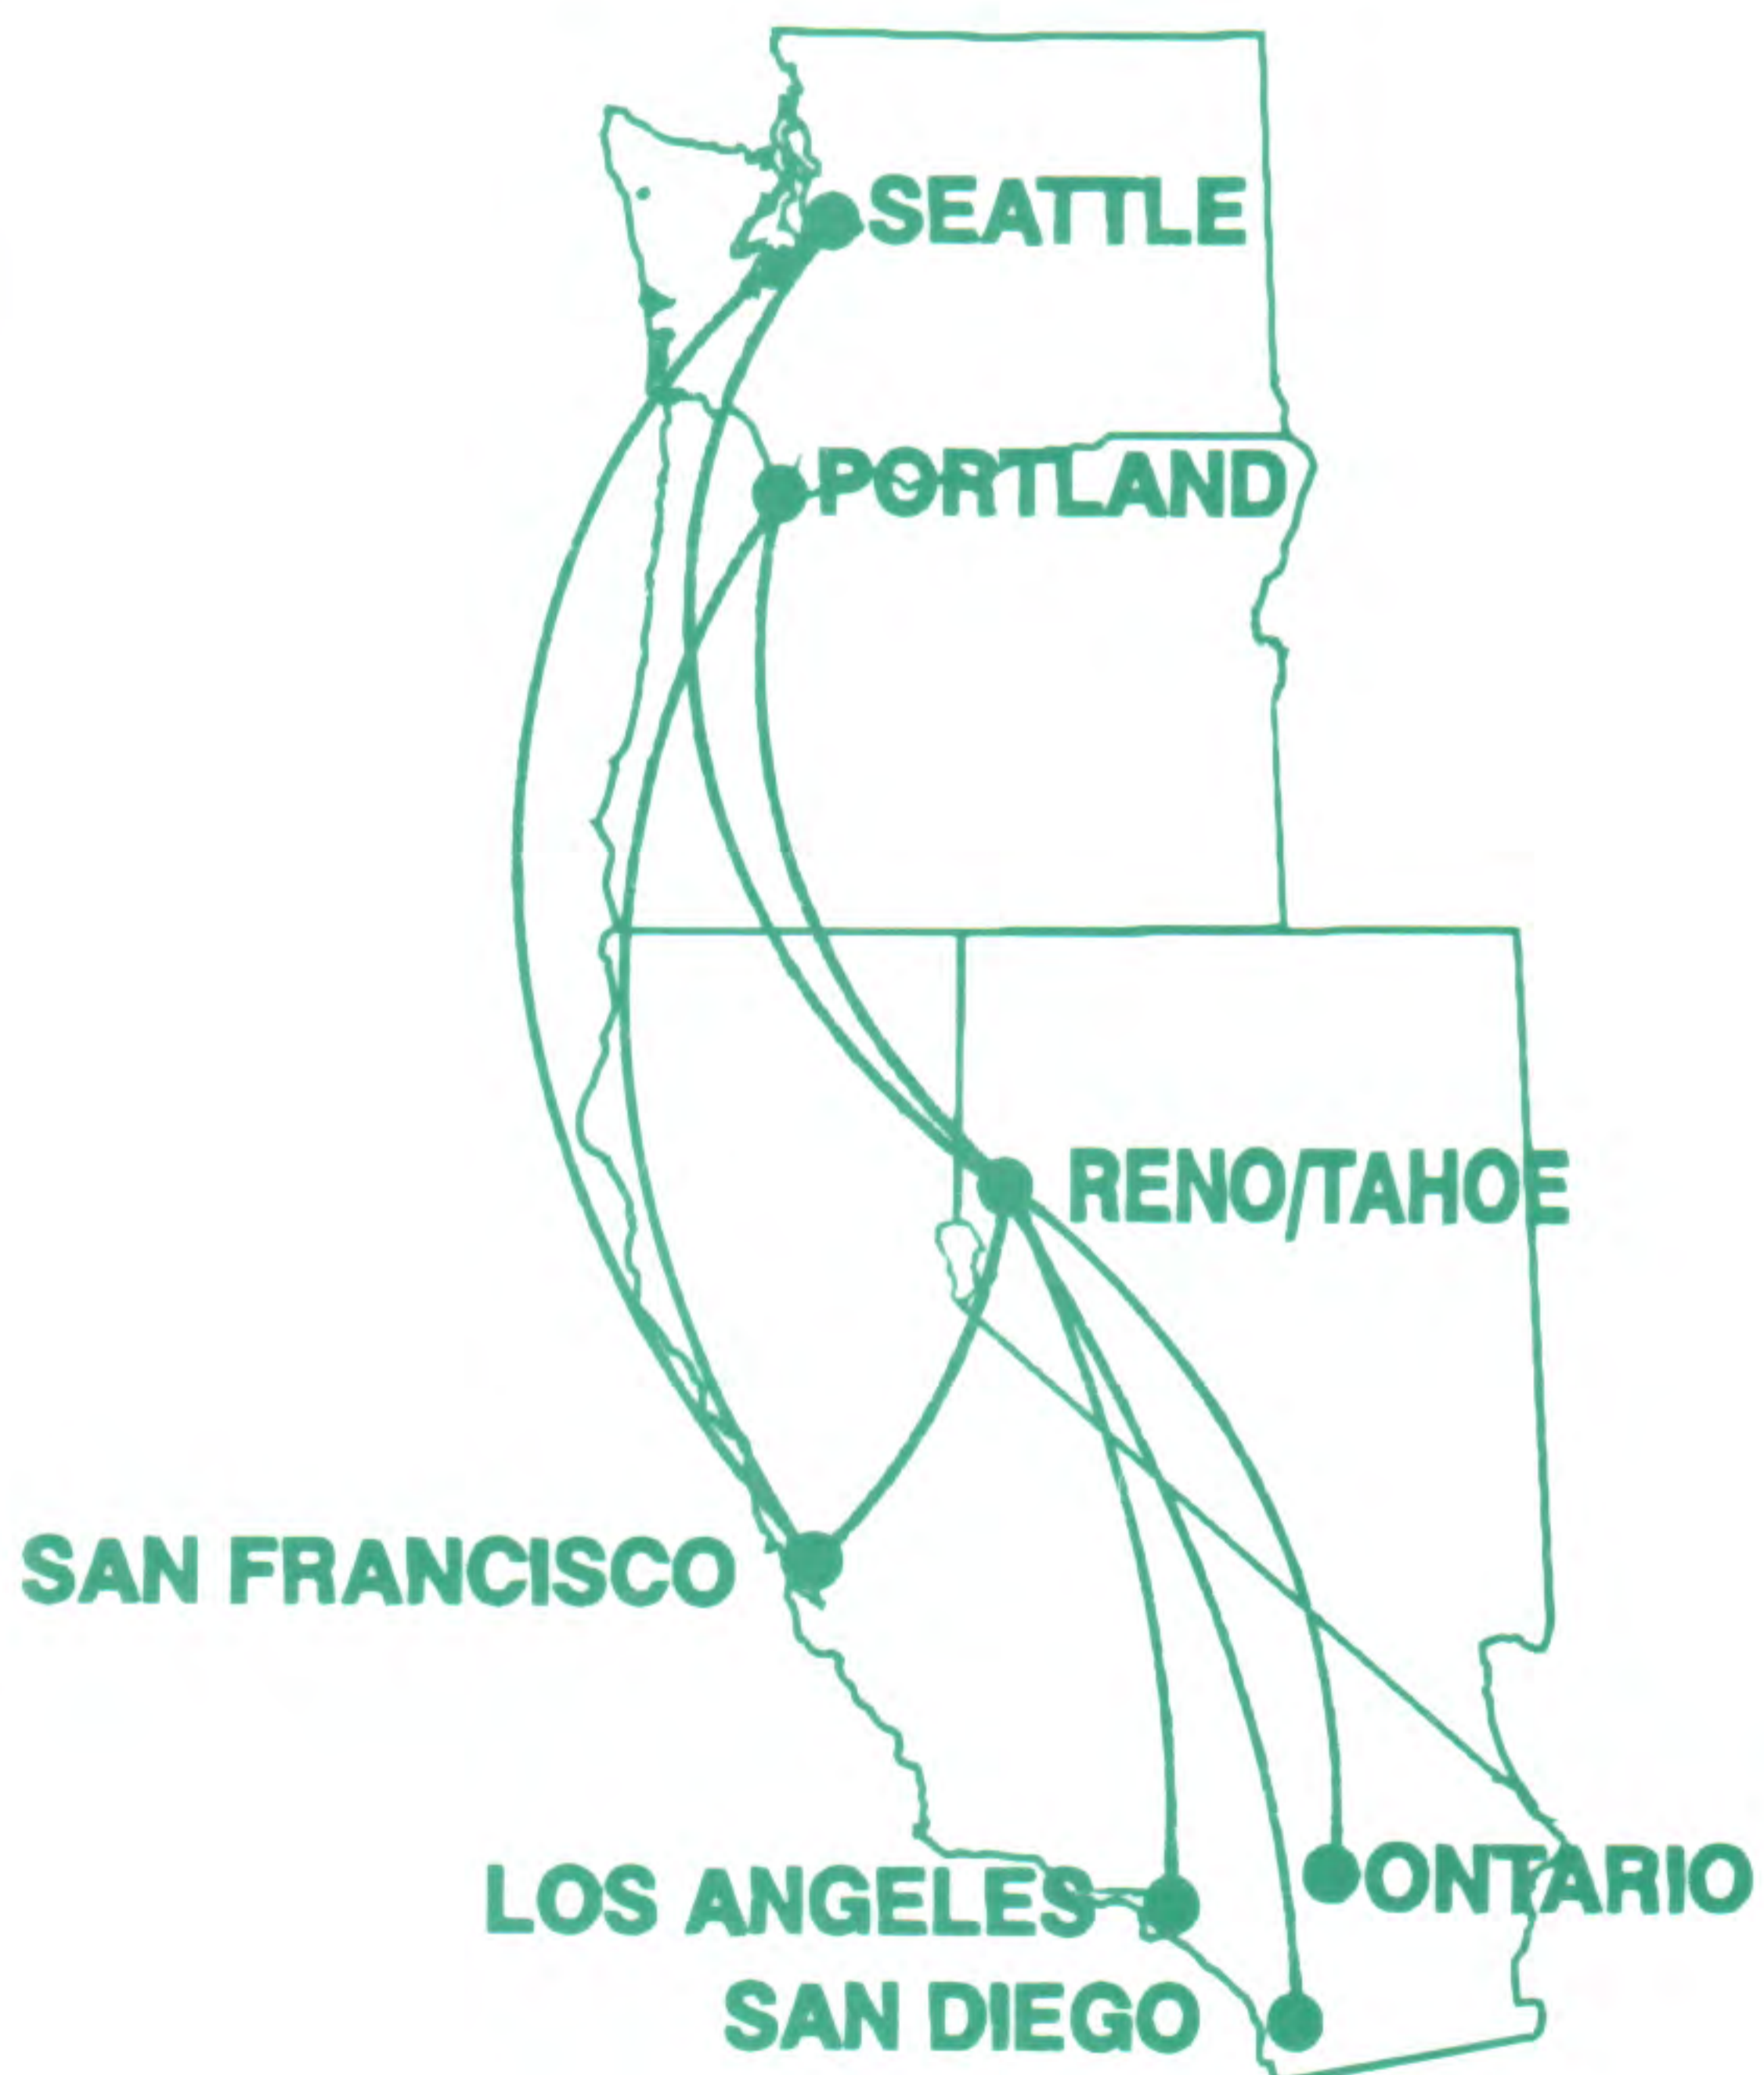 SEATTLE
PORTLAND
RENO/TAHOE
SAN FRANCISCO
LOS ANGELES
ONTARIO
SAN DIEGO